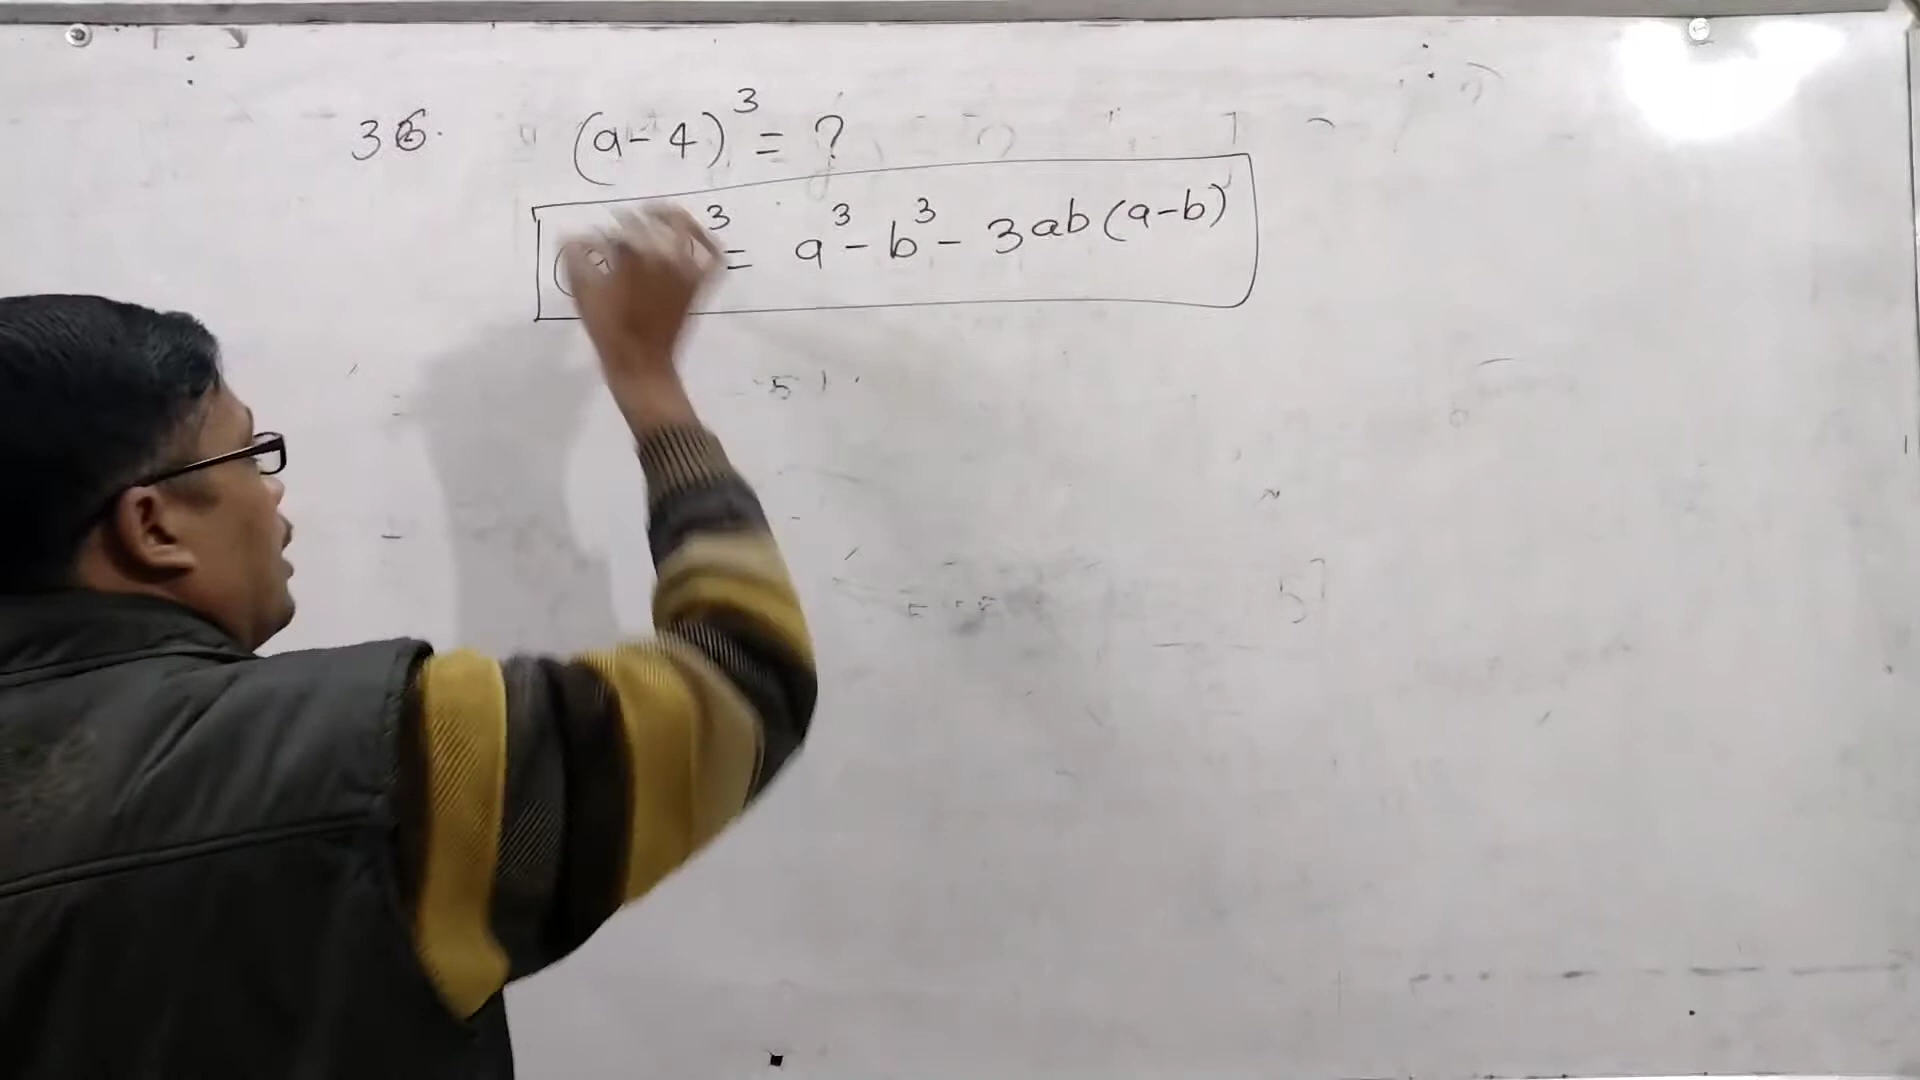 36. (a-4)³ = ?
³ = a³ - b³ - 3ab(a-b)